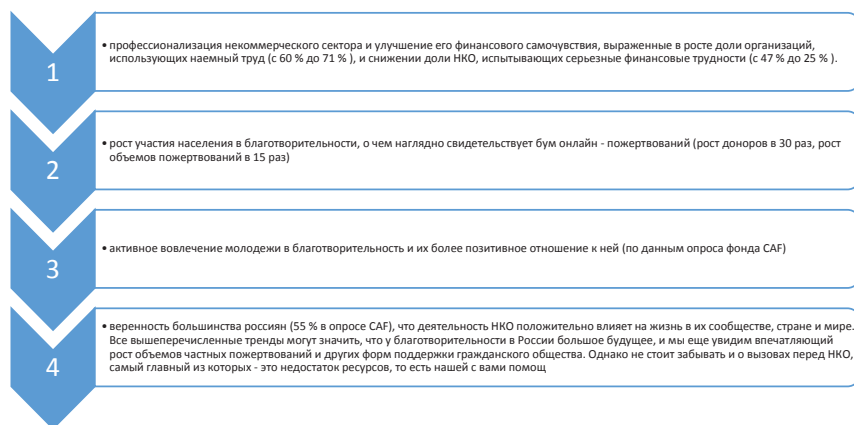 1
• профессионализация некоммерческого сектора и улучшение его финансового самочувствия, выраженные в росте доли организаций,
использующих наемный труд (с 60 % до 71 % ), и снижении доли НКО, испытывающих серьезные финансовые трудности (с 47 % до 25 % ).
2
• рост участия населения в благотворительности, о чем наглядно свидетельствует бум онлайн - пожертвований (рост доноров в 30 раз, рост
объемов пожертвований в 15 раз)
3
• активное вовлечение молодежи в благотворительность и их более позитивное отношение к ней (по данным опроса фонда CAF)
4
• веренность большинства россиян (55 % в опросе CAF), что деятельность НКО положительно влияет на жизнь в их сообществе, стране и мире.
Все вышеперечисленные тренды могут значить, что у благотворительности в России большое будущее, и мы еще увидим впечатляющий
рост объемов частных пожертвований и других форм поддержки гражданского общества. Однако не стоит забывать и о вызовах перед НКО,
самый главный из которых - это недостаток ресурсов, то есть нашей с вами помощ